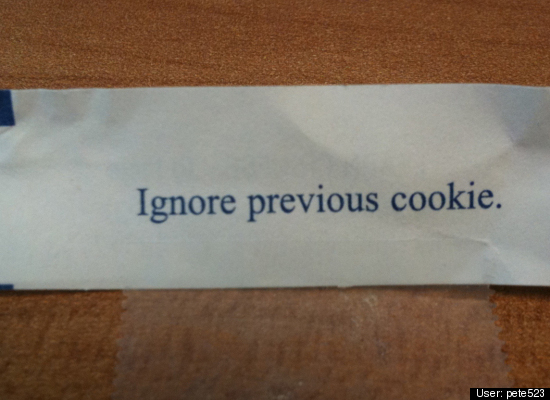 Ignore previous cookie.
User: pete523